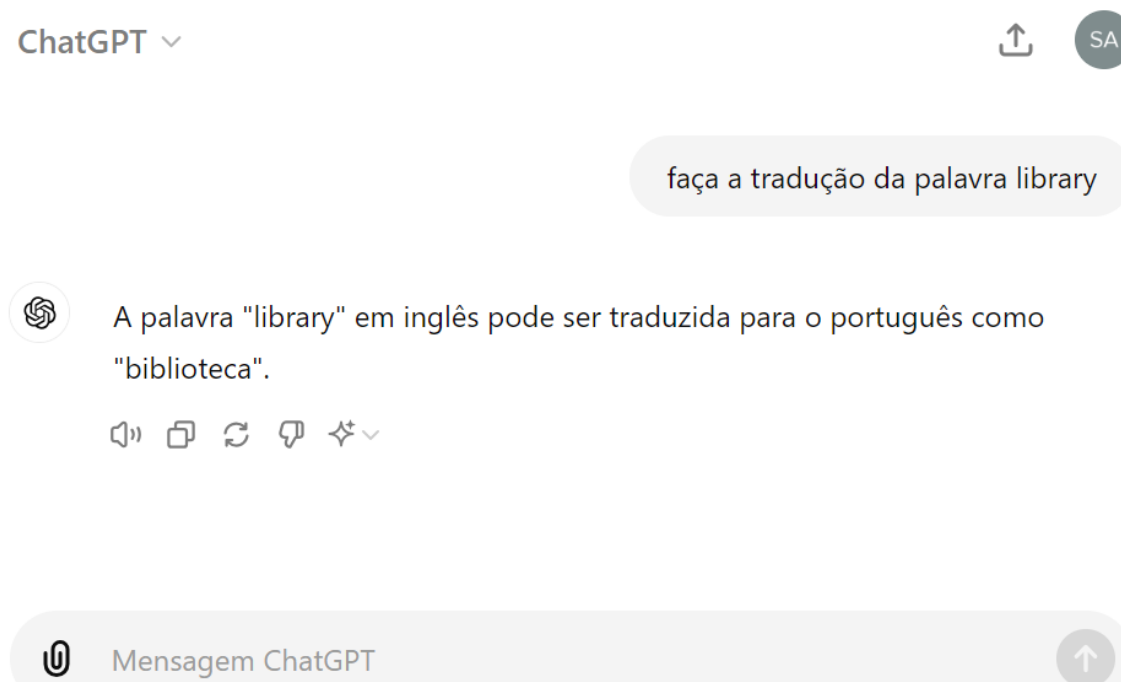 ChatGPT
SA
faça a tradução da palavra library
A palavra "library" em inglês pode ser traduzida para o português como
"biblioteca".
Mensagem ChatGPT